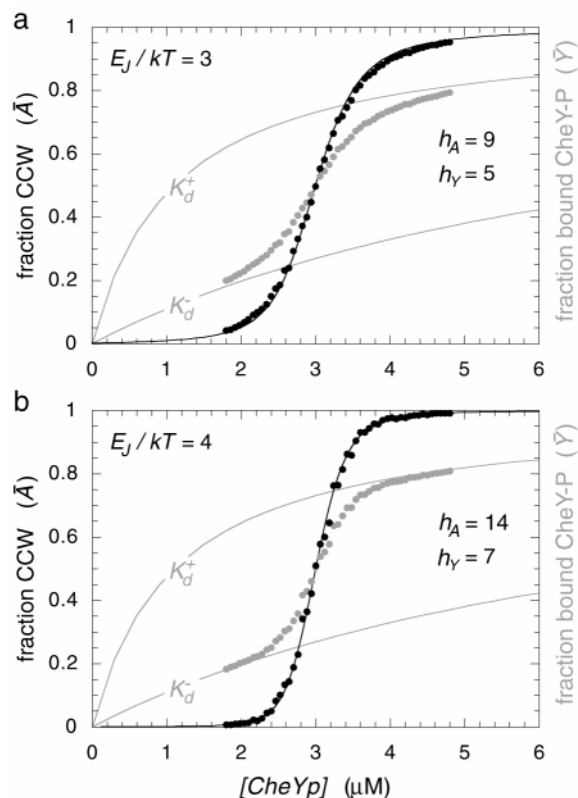 a
E_J / kT = 3
1
0.8
0.6
0.4
0.2
0
fraction CCW (Ā)
K_d^+
K_d^-
h_A = 9
h_Y = 5
fraction bound CheY-P (Ȳ)
0 1 2 3 4 5 6
b
E_J / kT = 4
1
0.8
0.6
0.4
0.2
0
fraction CCW (Ā)
K_d^+
K_d^-
h_A = 14
h_Y = 7
fraction bound CheY-P (Ȳ)
0 1 2 3 4 5 6
[CheYp] (μM)